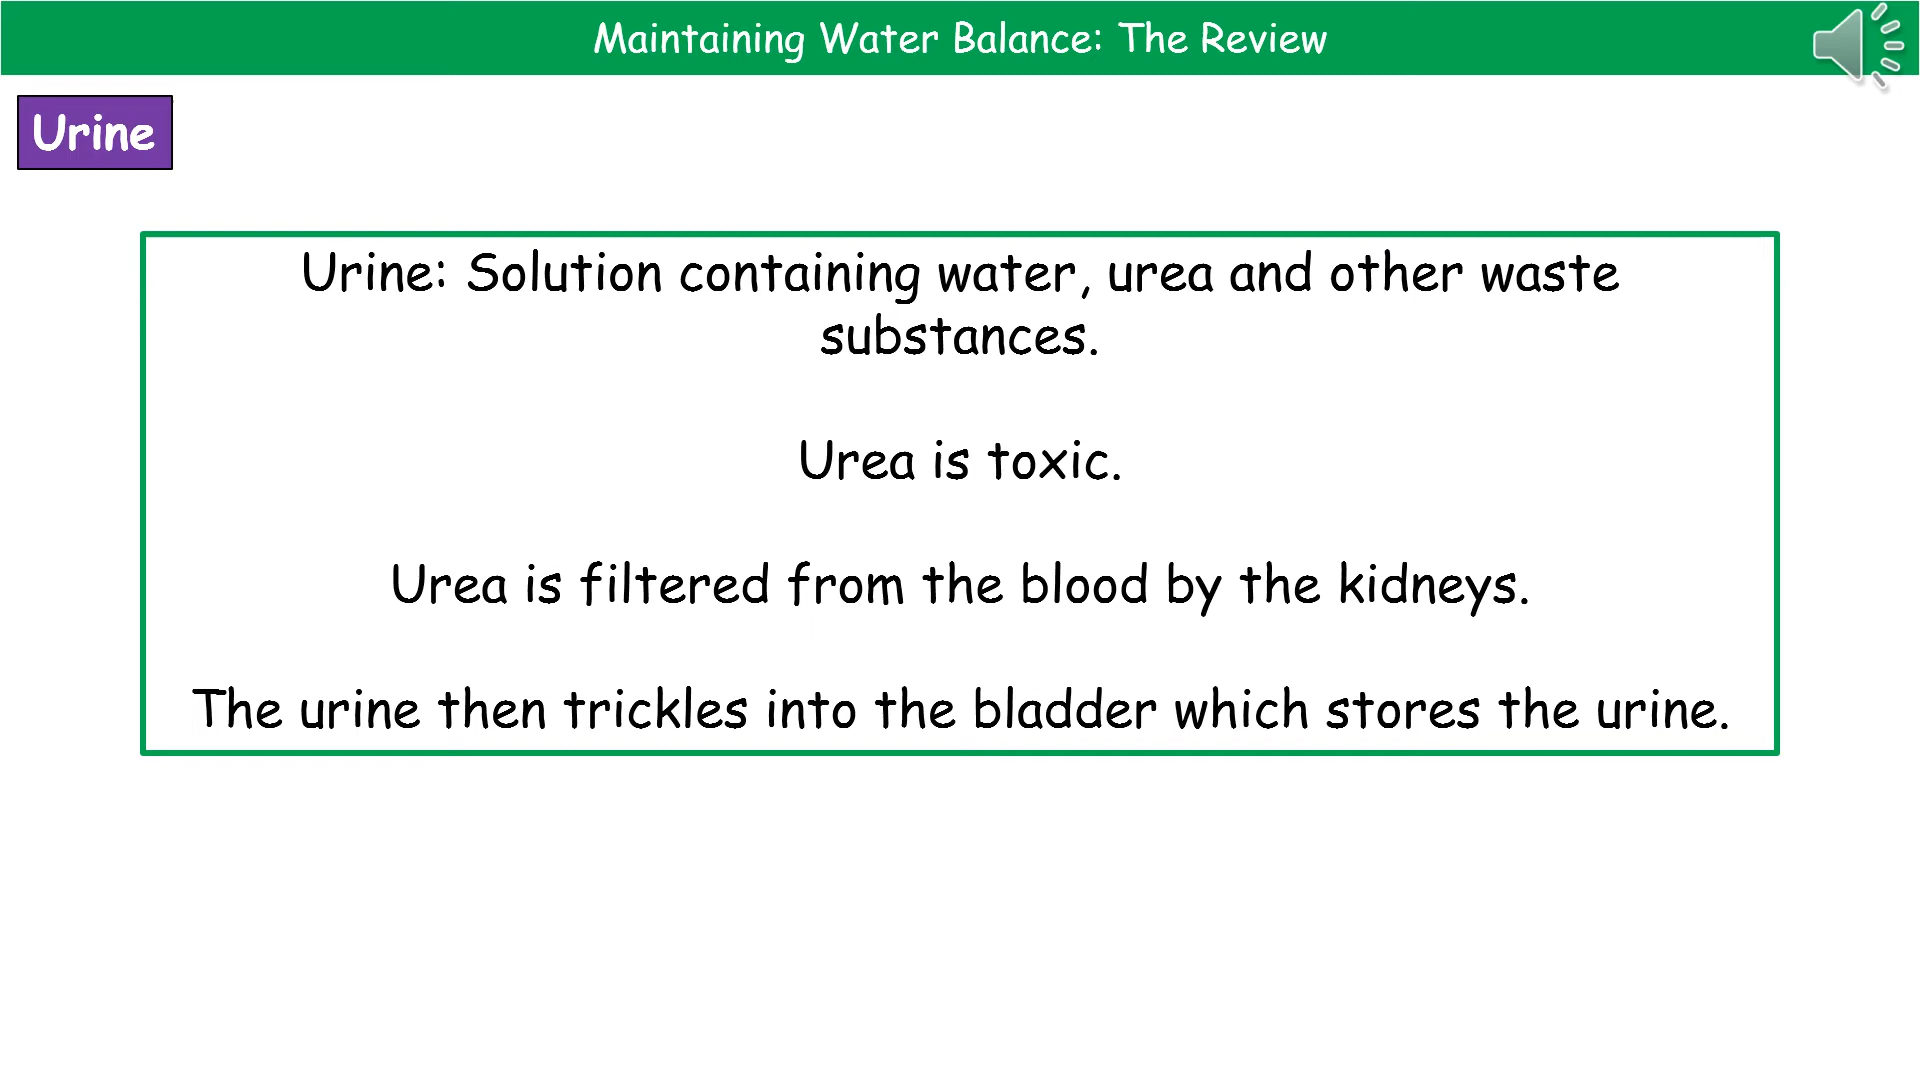 Maintaining Water Balance: The Review
Urine
Urine: Solution containing water, urea and other waste
substances.
Urea is toxic.
Urea is filtered from the blood by the kidneys.
The urine then trickles into the bladder which stores the urine.